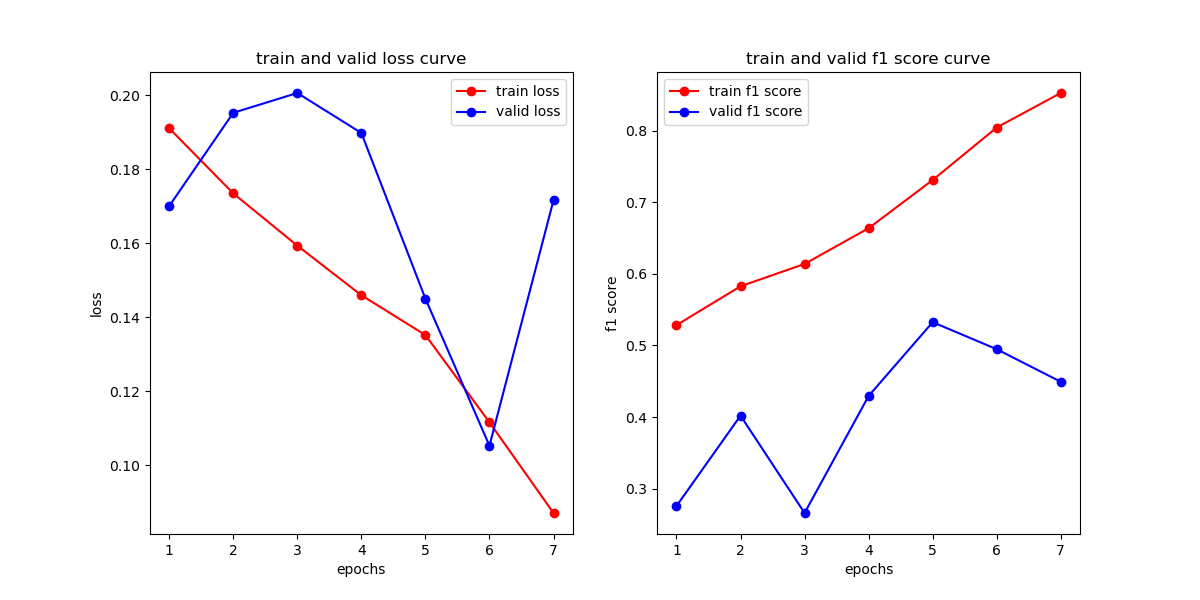 train and valid loss curve
train loss
valid loss
0.20
0.18
0.16
0.14
0.12
0.10
loss
1 2 3 4 5 6 7
epochs
train and valid f1 score curve
train f1 score
valid f1 score
0.8
0.7
0.6
0.5
0.4
0.3
f1 score
1 2 3 4 5 6 7
epochs